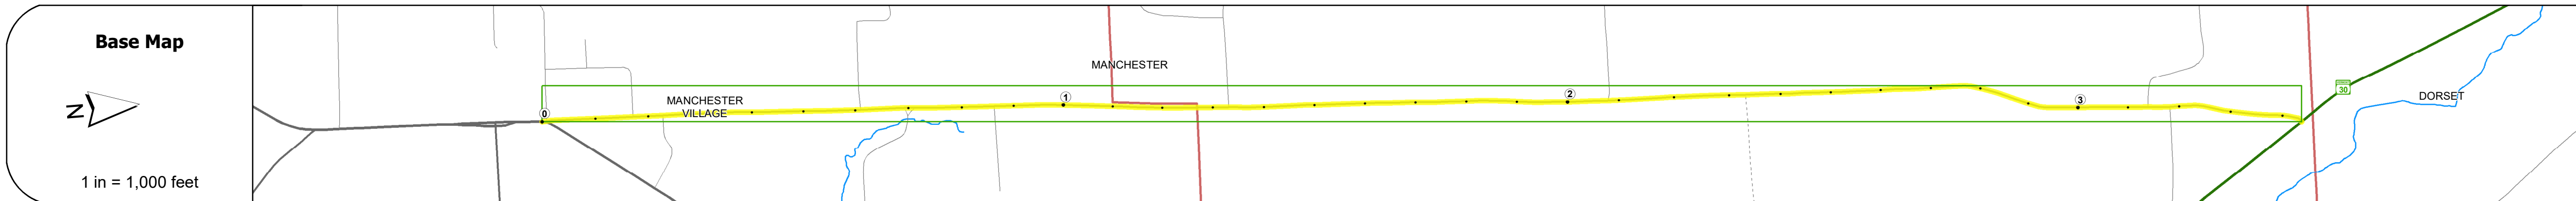 Base Map
N
1 in = 1,000 feet
0
MANCHESTER
VILLAGE
1
MANCHESTER
2
3
30
DORSET